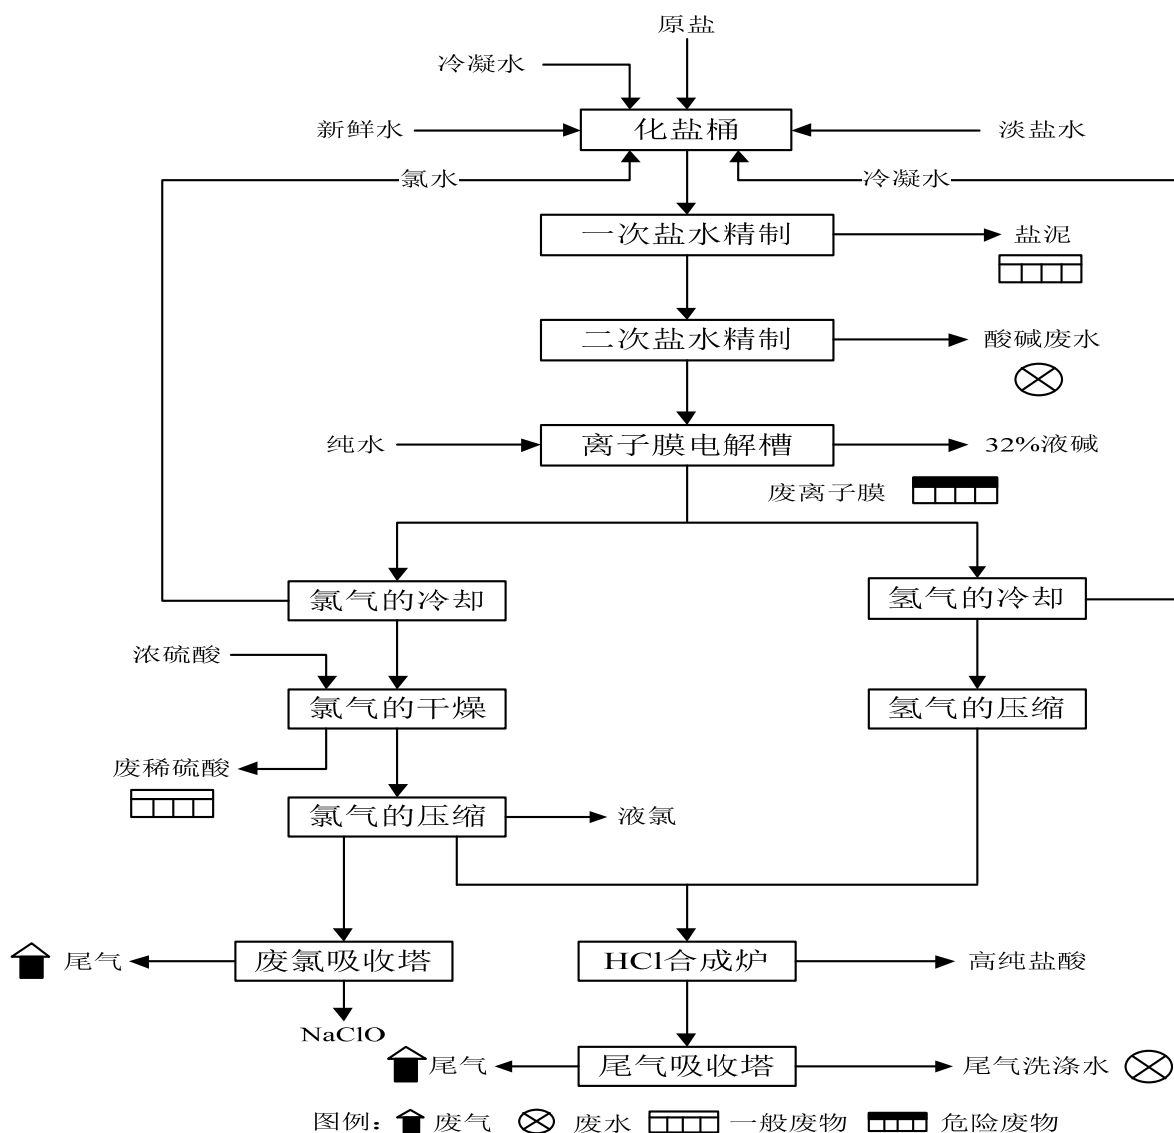 原盐
冷凝水
新鲜水
化盐桶
淡盐水
氯水
冷凝水
一次盐水精制
盐泥
二次盐水精制
酸碱废水
纯水
离子膜电解槽
32%液碱
废离子膜
氯气的冷却
氢气的冷却
浓硫酸
氯气的干燥
氢气的压缩
废稀硫酸
氯气的压缩
液氯
尾气
废氯吸收塔
HCl合成炉
高纯盐酸
NaClO
尾气
尾气吸收塔
尾气洗涤水
图例：废气 废水 一般废物 危险废物